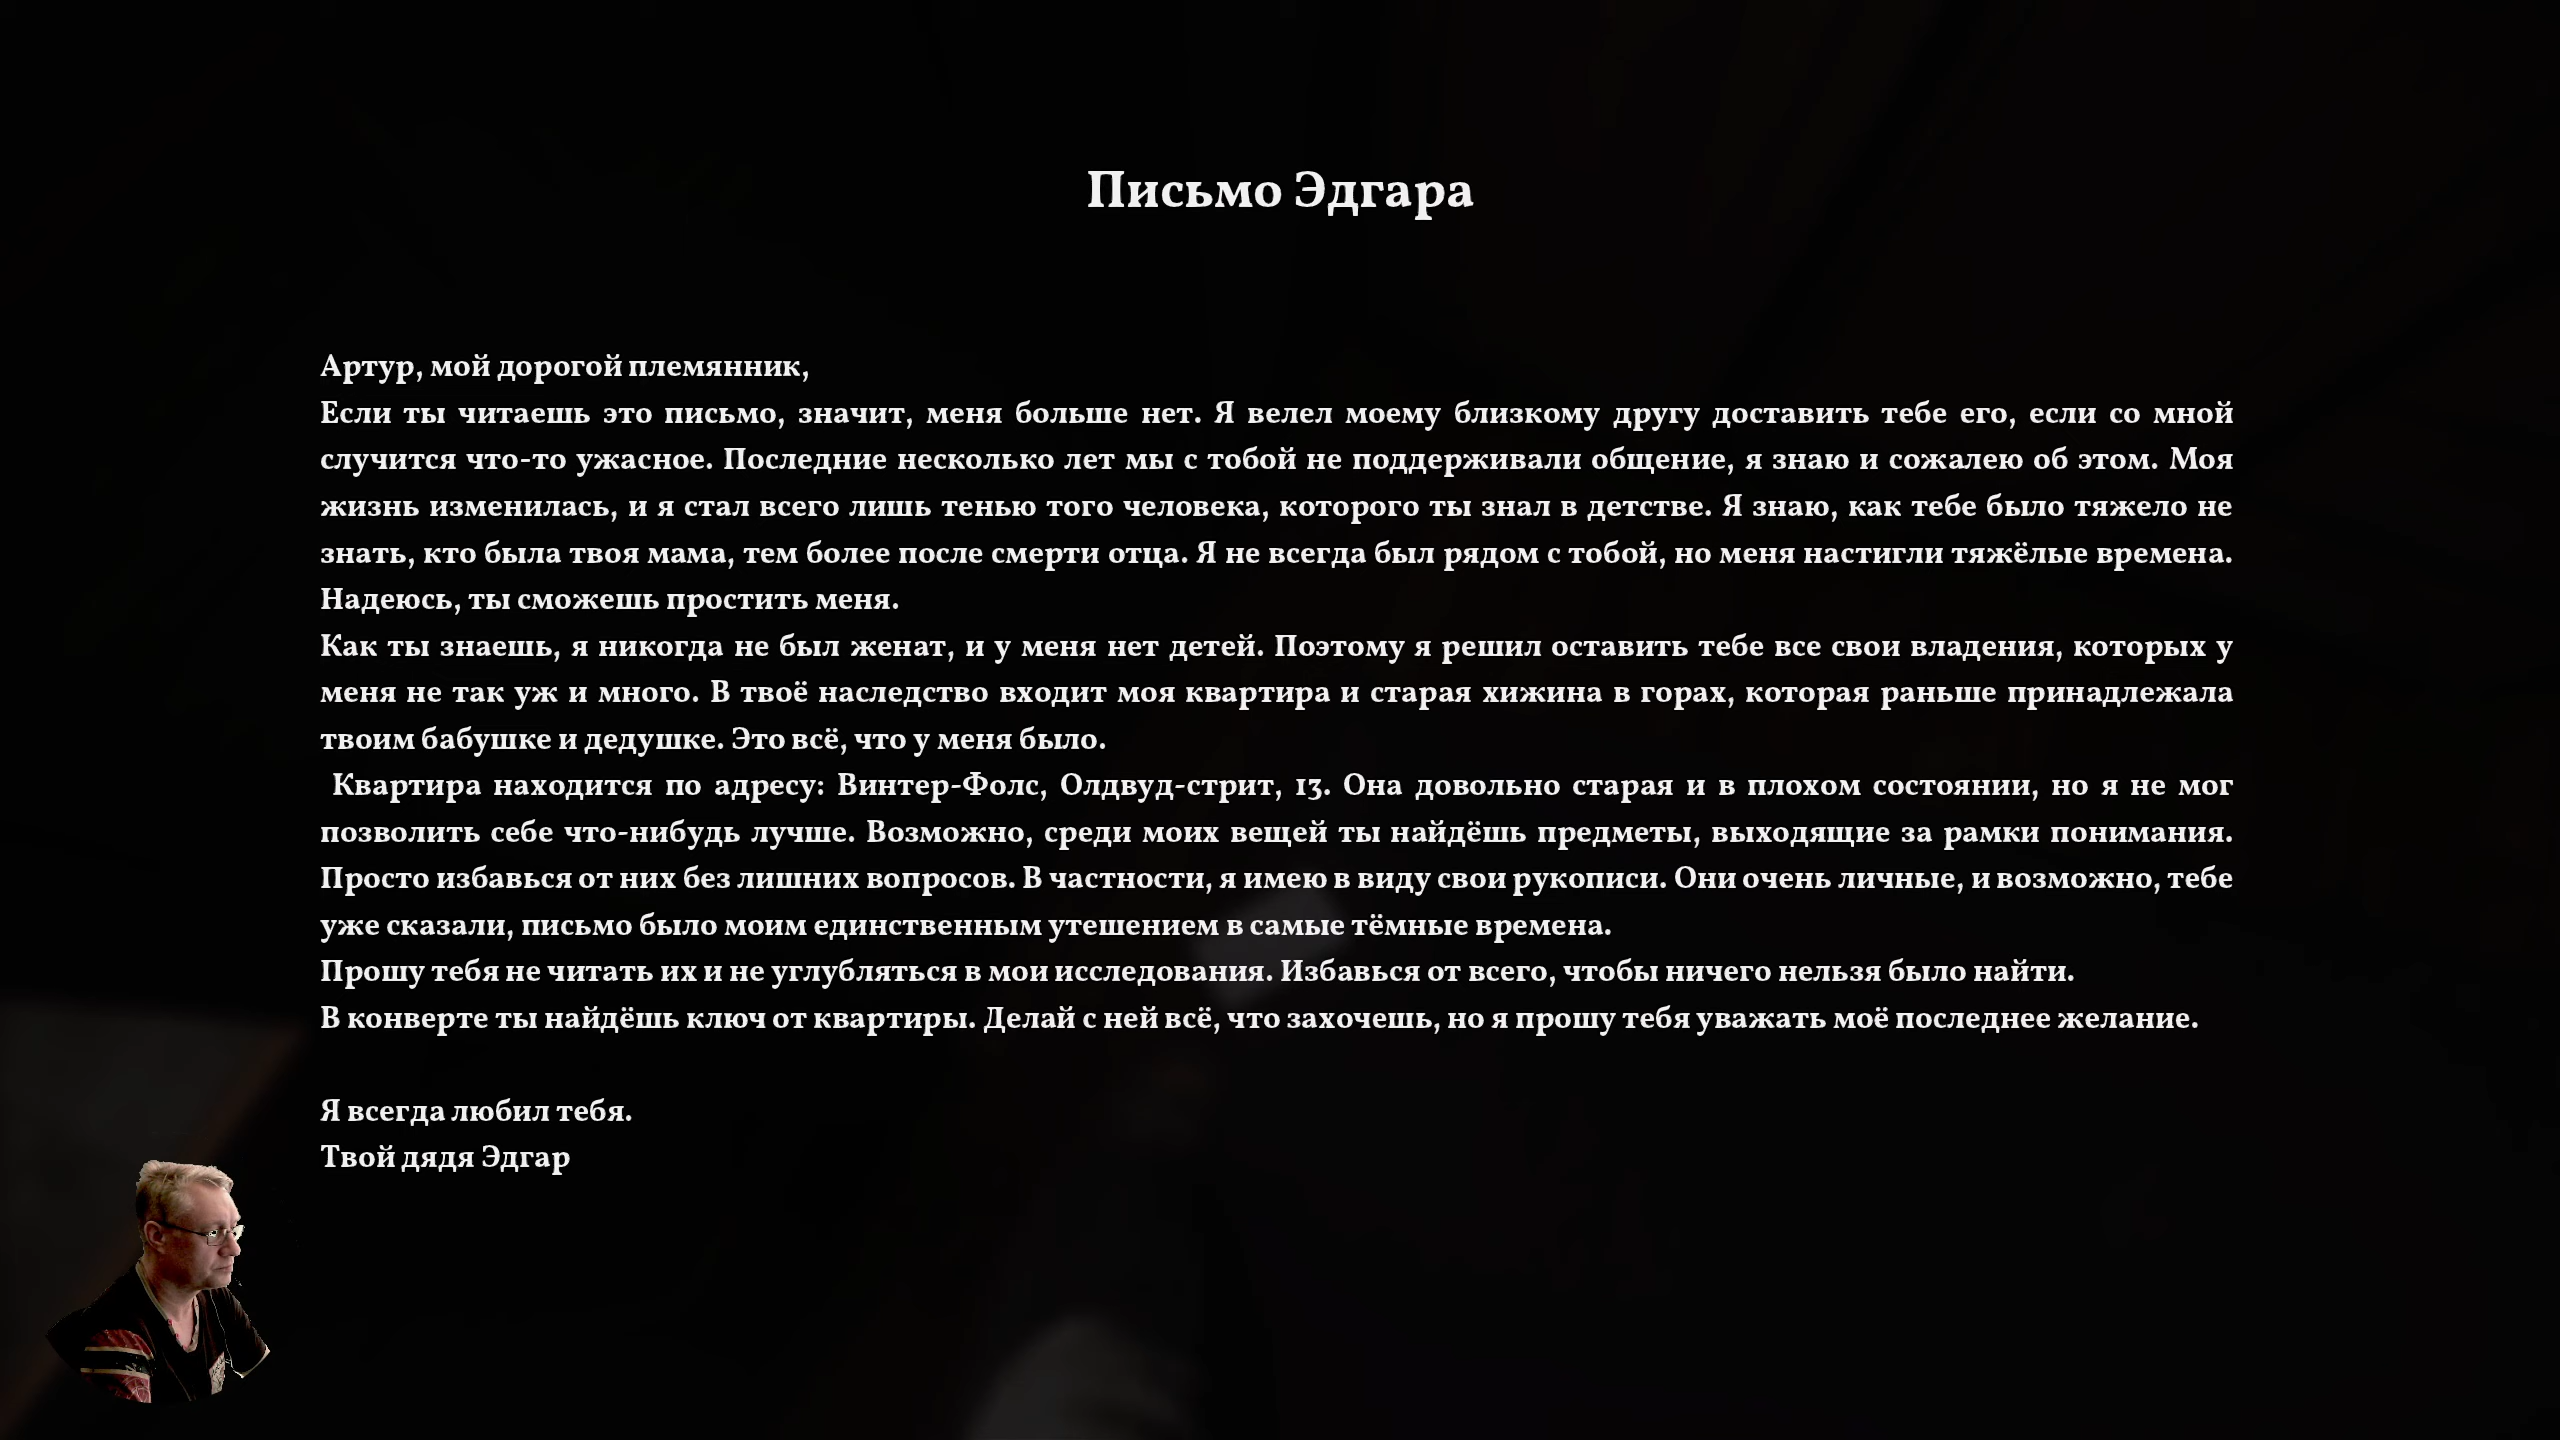 Письмо Эдгара
Артур, мой дорогой племянник,
Если ты читаешь это письмо, значит, меня больше нет. Я велел моему близкому другу доставить тебе его, если со мной
случится что-то ужасное. Последние несколько лет мы с тобой не поддерживали общение, я знаю и сожалею об этом. Моя
жизнь изменилась, и я стал всего лишь тенью того человека, которого ты знал в детстве. Я знаю, как тебе было тяжело не
знать, кто была твоя мама, тем более после смерти отца. Я не всегда был рядом с тобой, но меня настигли тяжёлые времена.
Надеюсь, ты сможешь простить меня.
Как ты знаешь, я никогда не был женат, и у меня нет детей. Поэтому я решил оставить тебе все свои владения, которых у
меня не так уж и много. В твоё наследство входит моя квартира и старая хижина в горах, которая раньше принадлежала
твоим бабушке и дедушке. Это всё, что у меня было.
Квартира находится по адресу: Винтер-Фолс, Олдвуд-стрит, 13. Она довольно старая и в плохом состоянии, но я не мог
позволить себе что-нибудь лучше. Возможно, среди моих вещей ты найдёшь предметы, выходящие за рамки понимания.
Просто избавься от них без лишних вопросов. В частности, я имею в виду свои рукописи. Они очень личные, и возможно, тебе
уже сказали, письмо было моим единственным утешением в самые тёмные времена.
Прошу тебя не читать их и не углубляться в мои исследования. Избавься от всего, чтобы ничего нельзя было найти.
В конверте ты найдёшь ключ от квартиры. Делай с ней всё, что захочешь, но я прошу тебя уважать моё последнее желание.
Я всегда любил тебя.
Твой дядя Эдгар